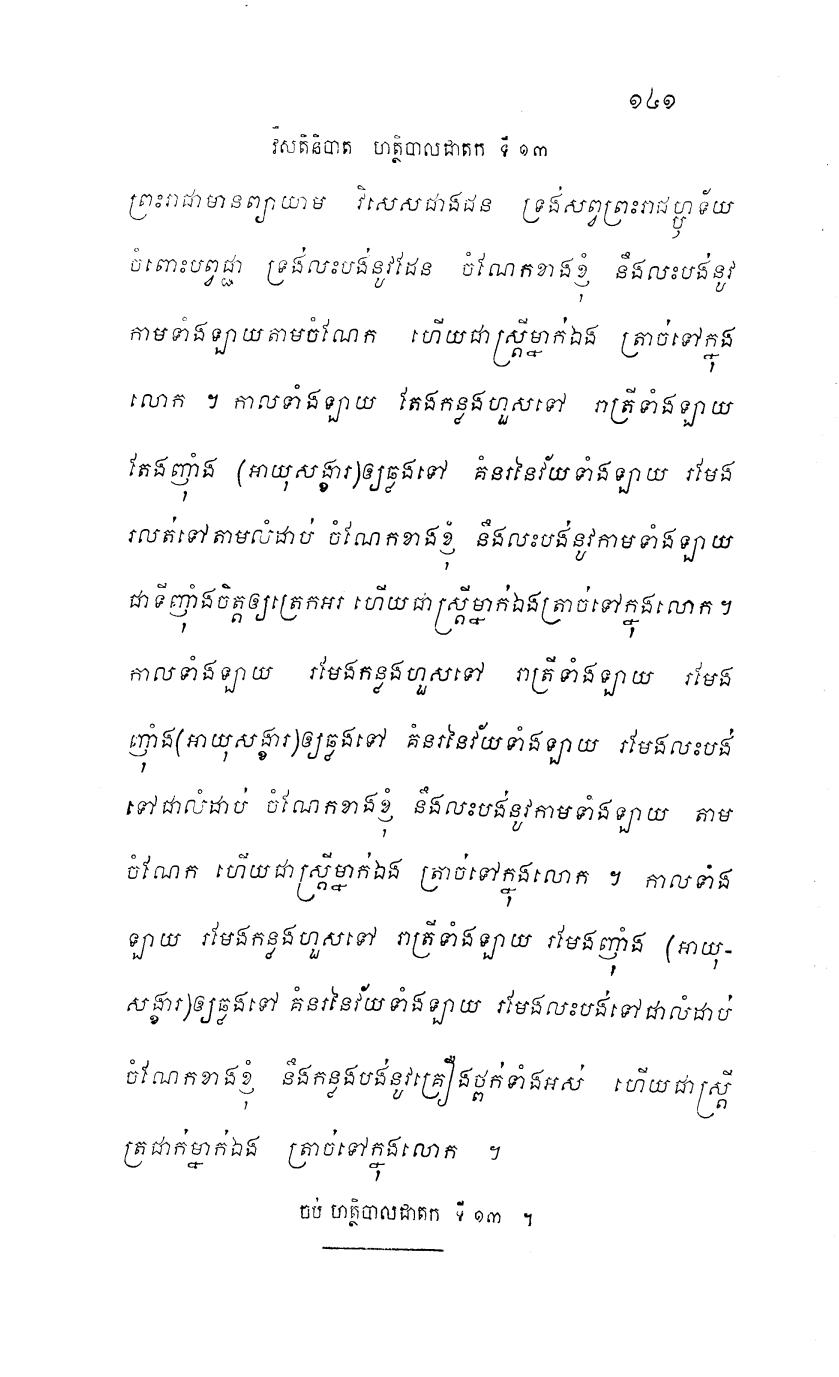 ១៤១
វីសតិនិបាត ហត្ថិបាលជាតក ទី ១៣
ព្រះរាជាមានព្យាយាម វិសេសជាងជន ទ្រង់សព្វព្រះរាជហ្ឫទ័យ
ចំពោះបព្វជ្ជា ទ្រង់លះបង់នូវដែន ចំណែកខាងខ្ញុំ នឹងលះបង់នូវ
កាមទាំងឡាយតាមចំណែក ហើយជាស្ត្រីម្នាក់ឯង ត្រាច់ទៅក្នុង
លោក ។ កាលទាំងឡាយ តែងកន្លងហួសទៅ រាត្រីទាំងឡាយ
តែងញ៉ាំង (អាយុសង្ខារ)ឲ្យឆ្លងទៅ គំនរនៃវ័យទាំងឡាយ រមែង
រលត់ទៅតាមលំដាប់ ចំណែកខាងខ្ញុំ នឹងលះបង់នូវកាមទាំងឡាយ
ជាទីញ៉ាំងចិត្តឲ្យត្រេកអរ ហើយជាស្ត្រីម្នាក់ឯងត្រាច់ទៅក្នុងលោក ។
កាលទាំងឡាយ រមែងកន្លងហួសទៅ រាត្រីទាំងឡាយ រមែង
ញ៉ាំង(អាយុសង្ខារ)ឲ្យឆ្លងទៅ គំនរនៃវ័យទាំងឡាយ រមែងលះបង់
ទៅជាលំដាប់ ចំណែកខាងខ្ញុំ នឹងលះបង់នូវកាមទាំងឡាយ តាម
ចំណែក ហើយជាស្ត្រីម្នាក់ឯង ត្រាច់ទៅក្នុងលោក ។ កាលទាំង
ឡាយ រមែងកន្លងហួសទៅ រាត្រីទាំងឡាយ រមែងញ៉ាំង (អាយុ-
សង្ខារ)ឲ្យឆ្លងទៅ គំនរនៃវ័យទាំងឡាយ រមែងលះបង់ទៅជាលំដាប់
ចំណែកខាងខ្ញុំ នឹងកន្លងបង់នូវគ្រឿងថ្ពក់ទាំងអស់ ហើយជាស្ត្រី
ត្រជាក់ម្នាក់ឯង ត្រាច់ទៅក្នុងលោក ។
ចប់ ហត្ថិបាលជាតក ទី ១៣ ។